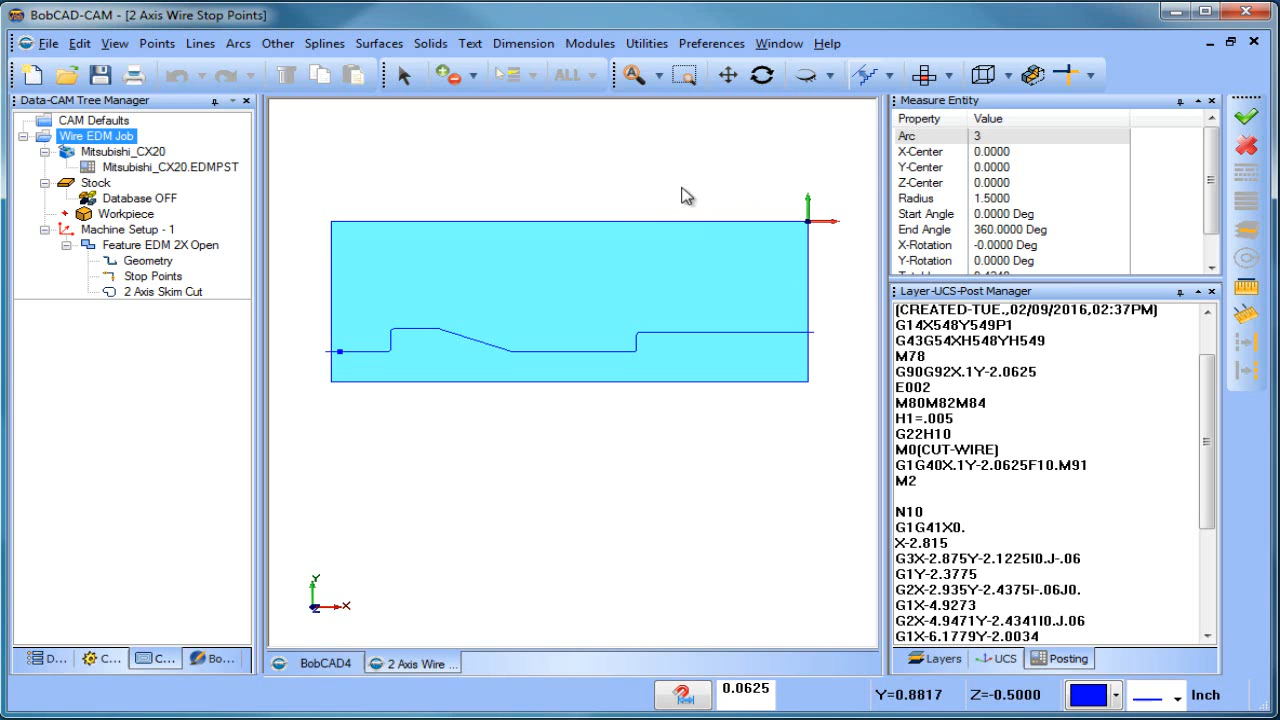 BobCAD-CAM - [2 Axis Wire Stop Points]
File Edit View Points Lines Arcs Other Splines Surfaces Solids Text Dimension Modules Utilities Preferences Window Help
ALL
Data-CAM Tree Manager
CAM Defaults
Wire EDM Job
Mitsubishi_CX20
Mitsubishi_CX20.EDMPST
Stock
Database OFF
Workpiece
Machine Setup - 1
Feature EDM 2X Open
Geometry
Stop Points
2 Axis Skim Cut
D... C... C... Bo...
Y
X
Z
BobCAD4 2 Axis Wire ...
Measure Entity
Property Value
Arc 3
X-Center 0.0000
Y-Center 0.0000
Z-Center 0.0000
Radius 1.5000
Start Angle 0.0000 Deg
End Angle 360.0000 Deg
X-Rotation -0.0000 Deg
Y-Rotation 0.0000 Deg
Layer-UCS-Post Manager
(CREATED-TUE.,02/09/2016,02:37PM)
G14X548Y549P1
G43G54XH548YH549
M78
G90G92X.1Y-2.0625
E002
M80M82M84
H1=.005
G22H10
M0(CUT-WIRE)
G1G40X.1Y-2.0625F10.M91
M2
N10
G1G41X0.
X-2.815
G3X-2.875Y-2.1225I0.J-.06
G1Y-2.3775
G2X-2.935Y-2.4375I-.06J0.
G1X-4.9273
G2X-4.9471Y-2.4341I0.J.06
G1X-6.1779Y-2.0034
Layers UCS Posting
0.0625 Y=0.8817 Z=-0.5000 Inch